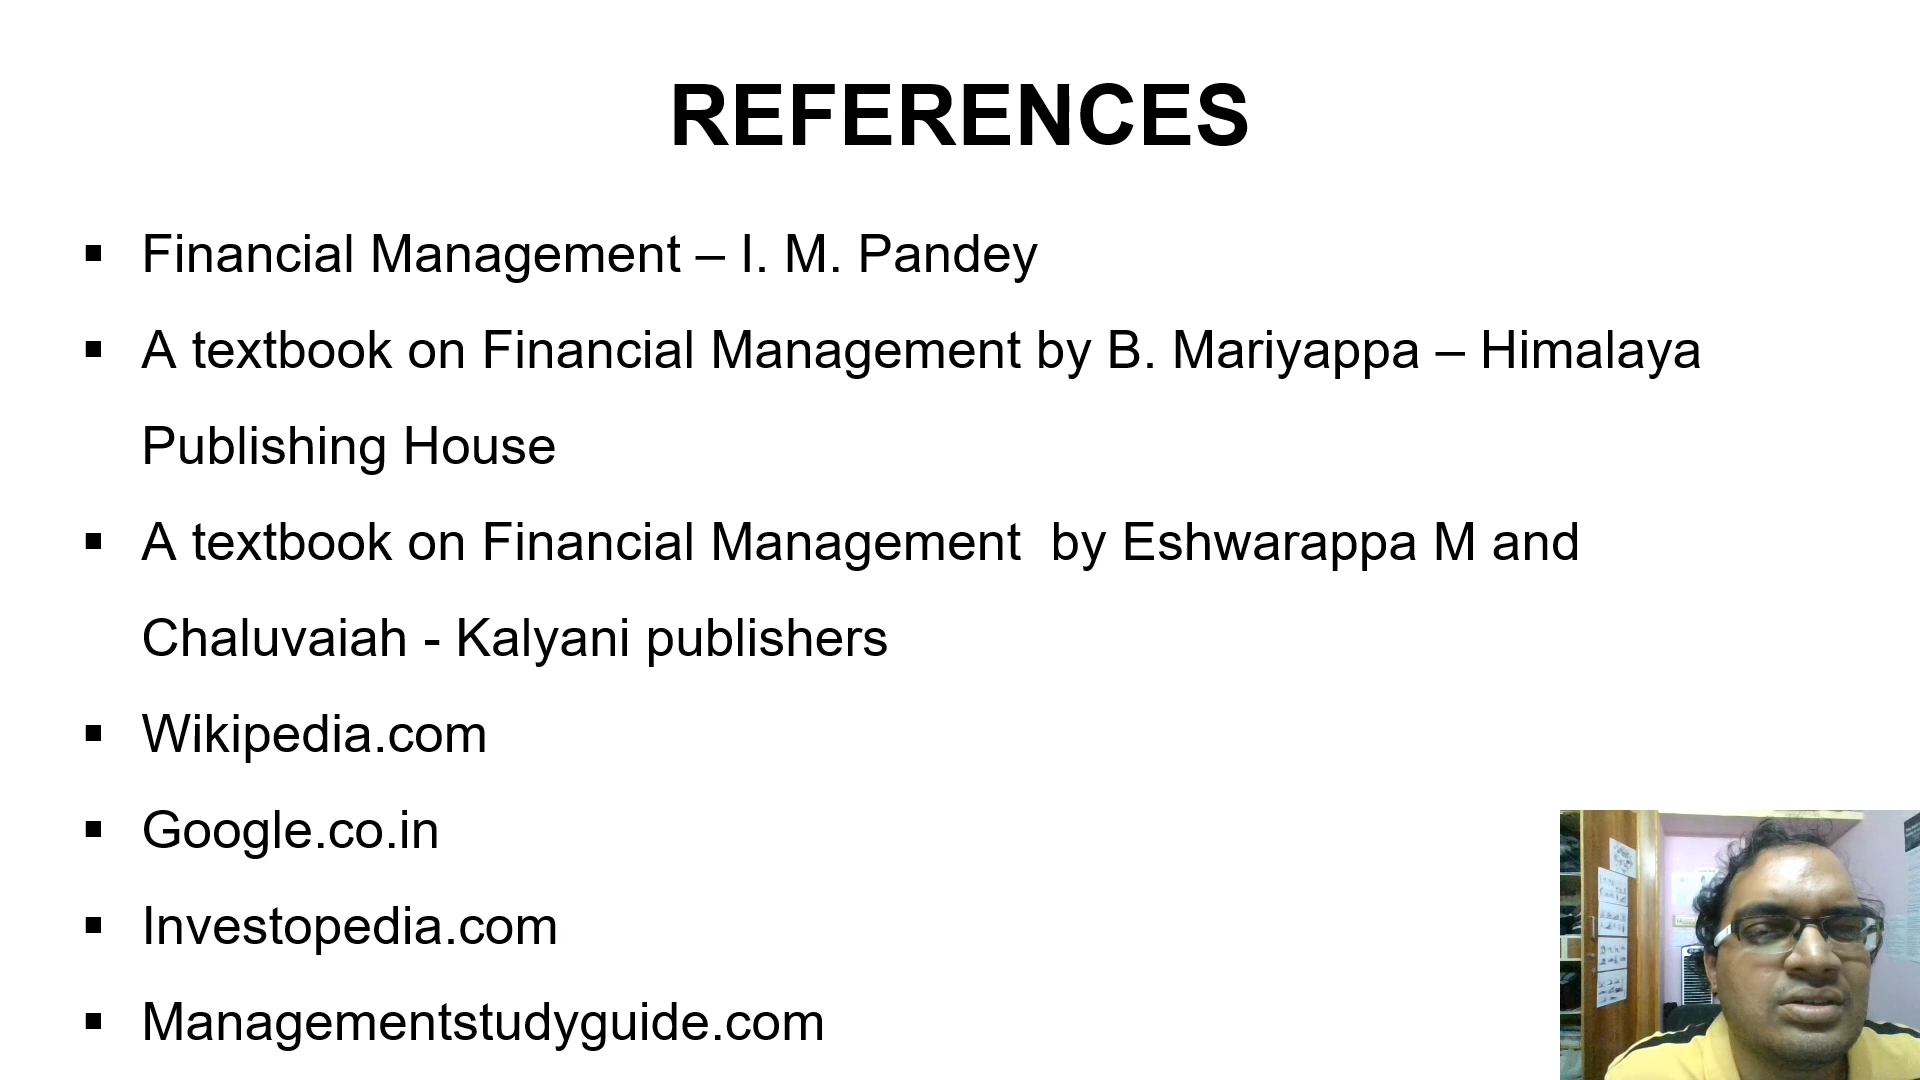 REFERENCES
▪ Financial Management – I. M. Pandey
▪ A textbook on Financial Management by B. Mariyappa – Himalaya
Publishing House
▪ A textbook on Financial Management  by Eshwarappa M and
Chaluvaiah - Kalyani publishers
▪ Wikipedia.com
▪ Google.co.in
▪ Investopedia.com
▪ Managementstudyguide.com